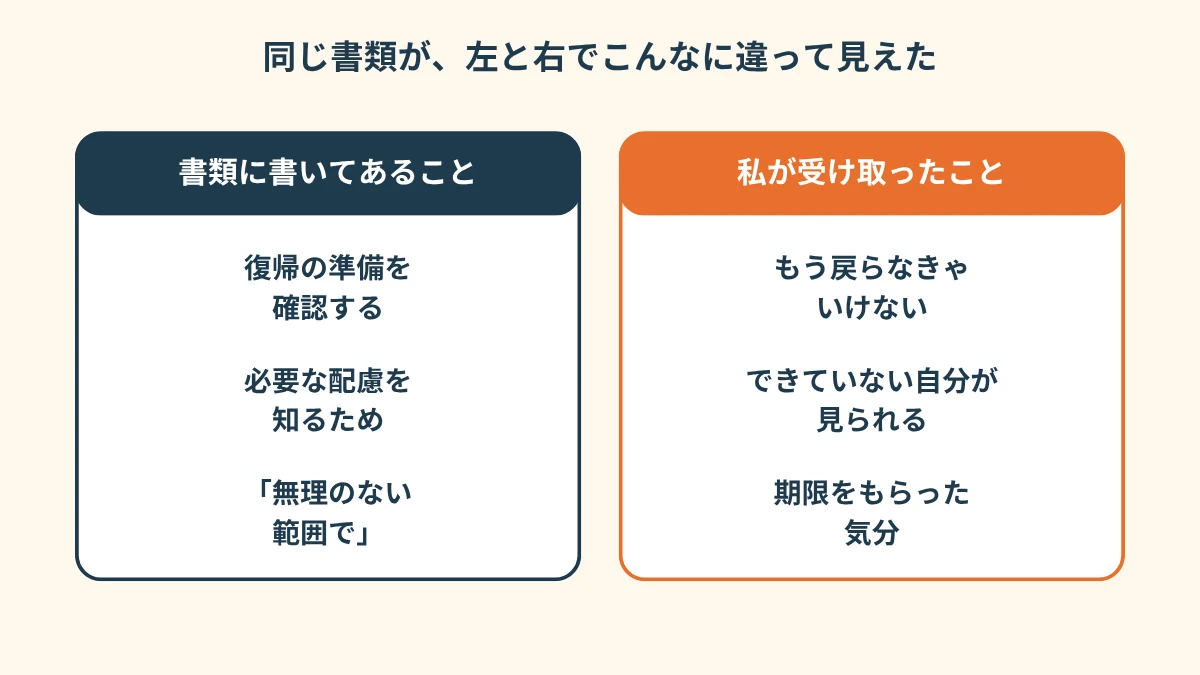 同じ書類が、左と右でこんなに違って見えた
書類に書いてあること
復帰の準備を
確認する
必要な配慮を
知るため
「無理のない
範囲で」
私が受け取ったこと
もう戻らなきゃ
いけない
できていない自分が
見られる
期限をもらった
気分